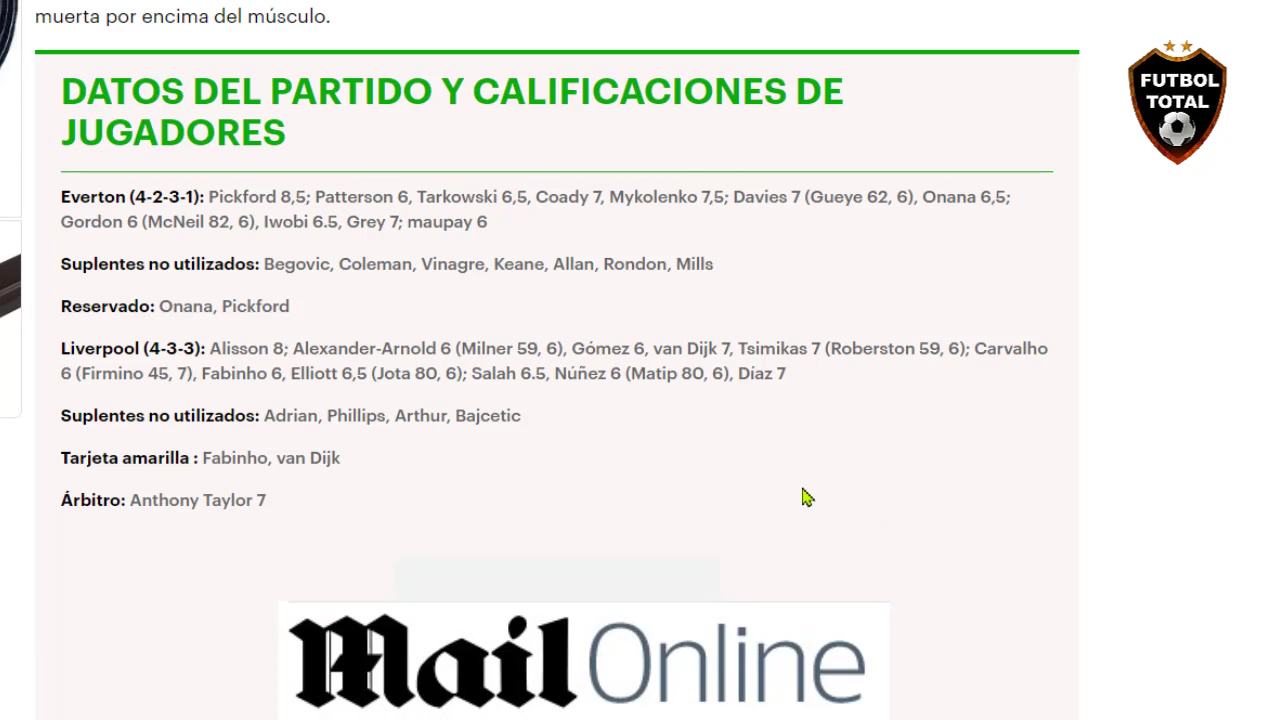 muerta por encima del músculo.
DATOS DEL PARTIDO Y CALIFICACIONES DE
JUGADORES
Everton (4-2-3-1): Pickford 8,5; Patterson 6, Tarkowski 6,5, Coady 7, Mykolenko 7,5; Davies 7 (Gueye 62, 6), Onana 6,5;
Gordon 6 (McNeil 82, 6), Iwobi 6.5, Grey 7; maupay 6
Suplentes no utilizados: Begovic, Coleman, Vinagre, Keane, Allan, Rondon, Mills
Reservado: Onana, Pickford
Liverpool (4-3-3): Alisson 8; Alexander-Arnold 6 (Milner 59, 6), Gómez 6, van Dijk 7, Tsimikas 7 (Roberston 59, 6); Carvalho
6 (Firmino 45, 7), Fabinho 6, Elliott 6,5 (Jota 80, 6); Salah 6.5, Núñez 6 (Matip 80, 6), Díaz 7
Suplentes no utilizados: Adrian, Phillips, Arthur, Bajcetic
Tarjeta amarilla : Fabinho, van Dijk
Árbitro: Anthony Taylor 7
Mail Online
FUTBOL
TOTAL